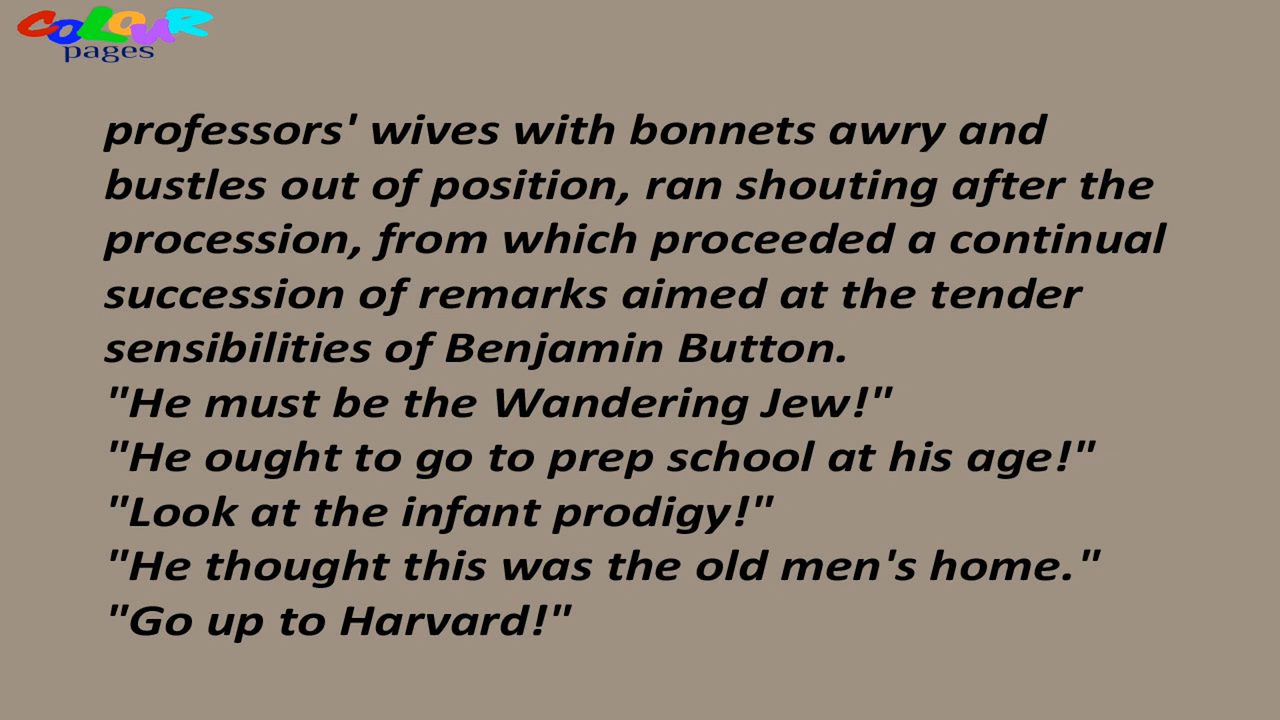 CoLouR
pages
professors' wives with bonnets awry and
bustles out of position, ran shouting after the
procession, from which proceeded a continual
succession of remarks aimed at the tender
sensibilities of Benjamin Button.
"He must be the Wandering Jew!"
"He ought to go to prep school at his age!"
"Look at the infant prodigy!"
"He thought this was the old men's home."
"Go up to Harvard!"